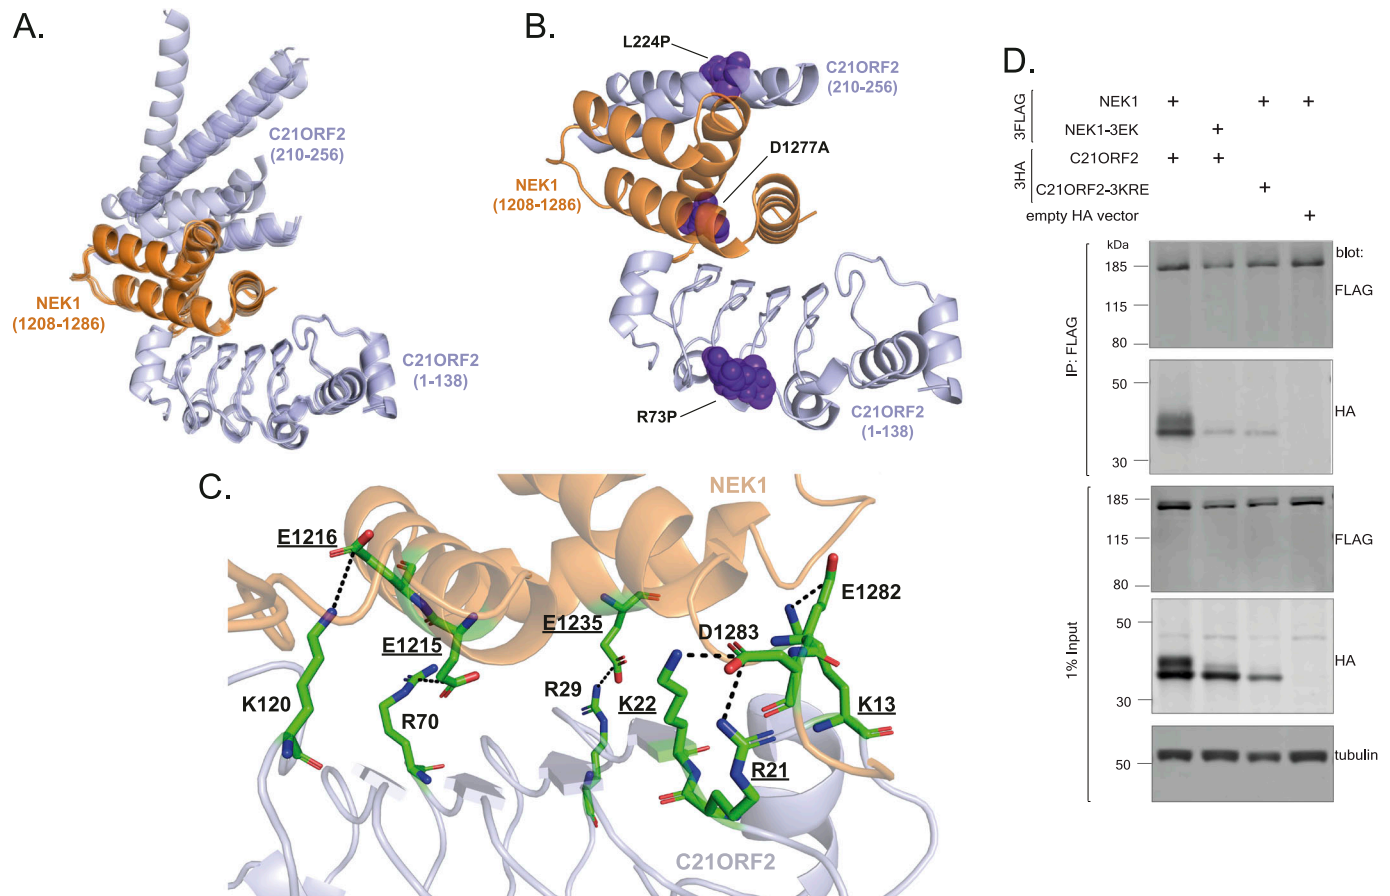 A.
C21ORF2
(210-256)
NEK1
(1208-1286)
C21ORF2
(1-138)
B.
L224P
C21ORF2
(210-256)
D1277A
NEK1
(1208-1286)
R73P
C21ORF2
(1-138)
C.
NEK1
E1216
E1215
E1235
E1282
D1283
K120
R70
R29
K22
R21
K13
C21ORF2
D.
3FLAG
NEK1 + + +
NEK1-3EK +
3HA
C21ORF2 + +
C21ORF2-3KRE +
empty HA vector +
kDa
blot:
IP: FLAG
185
115
80
FLAG
50
30
HA
1% Input
185
115
80
FLAG
50
30
HA
50
tubulin